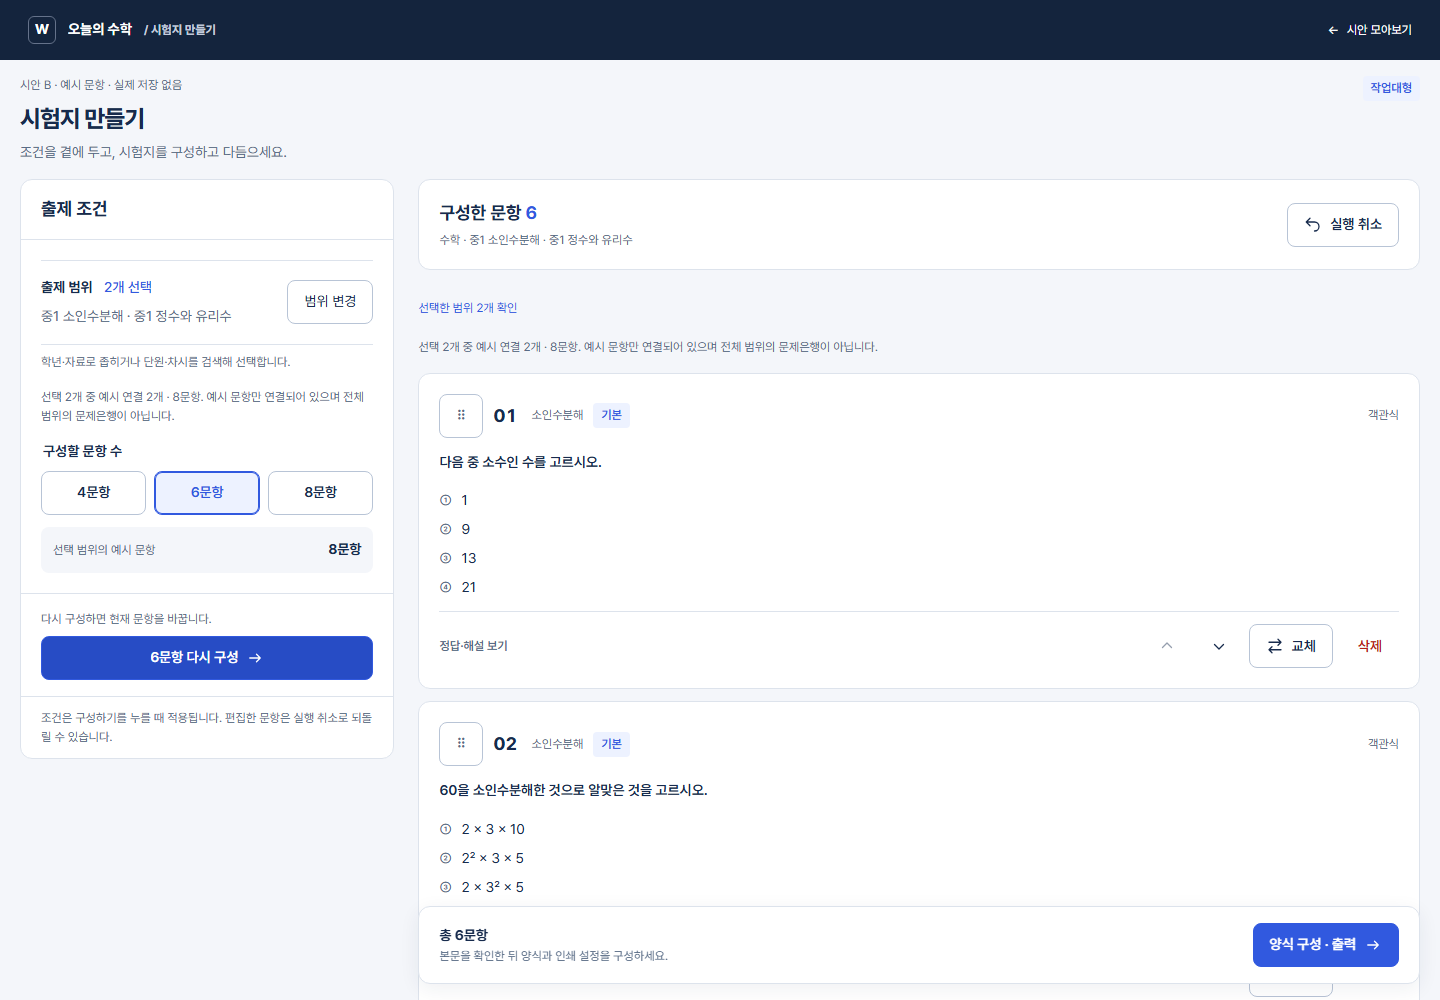 W 오늘의 수학 / 시험지 만들기
← 시안 모아보기
시안 B · 예시 문항 · 실제 저장 없음
작업대형
시험지 만들기
조건을 곁에 두고, 시험지를 구성하고 다듬으세요.
출제 조건
출제 범위 2개 선택
중1 소인수분해 · 중1 정수와 유리수
범위 변경
학년·자료로 좁히거나 단원·차시를 검색해 선택합니다.
선택 2개 중 예시 연결 2개 · 8문항. 예시 문항만 연결되어 있으며 전체
범위의 문제은행이 아닙니다.
구성할 문항 수
4문항 6문항 8문항
선택 범위의 예시 문항 8문항
다시 구성하면 현재 문항을 바꿉니다.
6문항 다시 구성 →
조건은 구성하기를 누를 때 적용됩니다. 편집한 문항은 실행 취소로 되돌
릴 수 있습니다.
구성한 문항 6
수학 · 중1 소인수분해 · 중1 정수와 유리수
실행 취소
선택한 범위 2개 확인
선택 2개 중 예시 연결 2개 · 8문항. 예시 문항만 연결되어 있으며 전체 범위의 문제은행이 아닙니다.
01 소인수분해 기본 객관식
다음 중 소수인 수를 고르시오.
① 1
② 9
③ 13
④ 21
정답·해설 보기
교체 삭제
02 소인수분해 기본 객관식
60을 소인수분해한 것으로 알맞은 것을 고르시오.
① 2 × 3 × 10
② 2² × 3 × 5
③ 2 × 3² × 5
총 6문항
본문을 확인한 뒤 양식과 인쇄 설정을 구성하세요.
양식 구성 · 출력 →